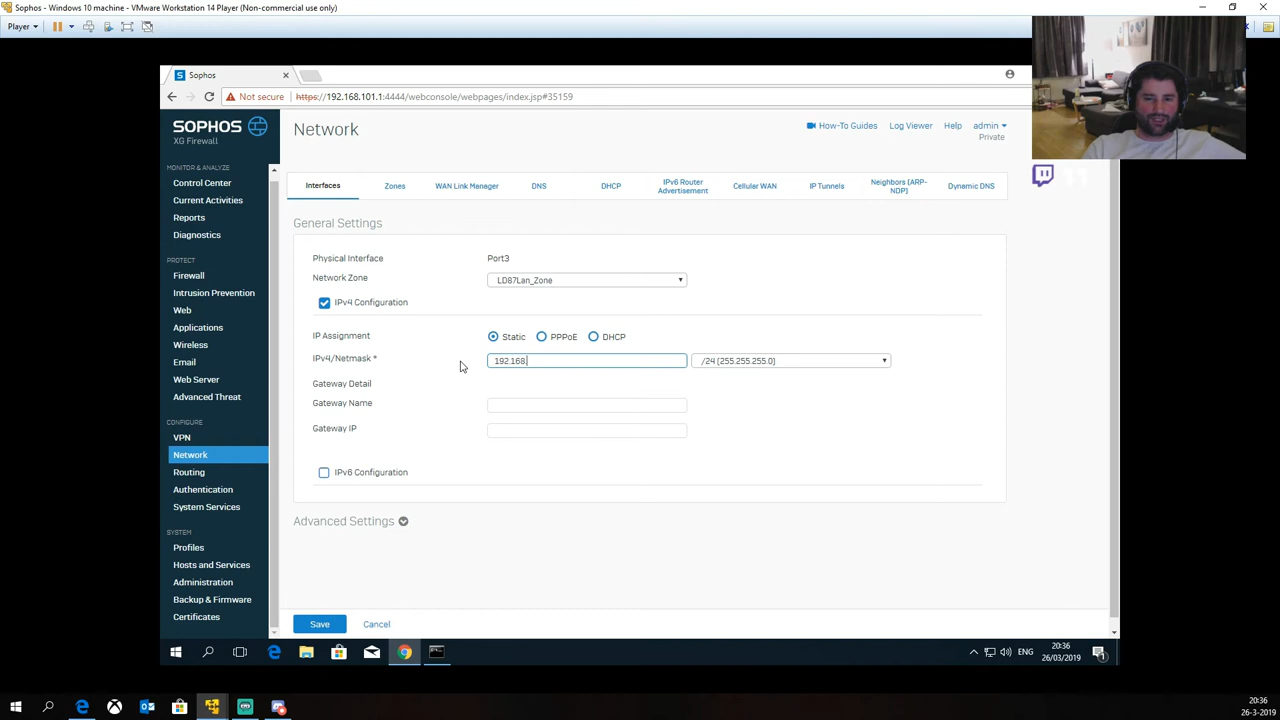 Sophos - Windows 10 machine - VMware Workstation 14 Player (Non-commercial use only)
Player
Sophos
Not secure
https://192.168.101.1:4444/webconsole/webpages/index.jsp#35159
SOPHOS
XG Firewall
Network
How-To Guides
Log Viewer
Help
admin
Private
MONITOR & ANALYZE
Control Center
Current Activities
Reports
Diagnostics
PROTECT
Firewall
Intrusion Prevention
Web
Applications
Wireless
Email
Web Server
Advanced Threat
CONFIGURE
VPN
Network
Routing
Authentication
System Services
SYSTEM
Profiles
Hosts and Services
Administration
Backup & Firmware
Certificates
Interfaces
Zones
WAN Link Manager
DNS
DHCP
IPv6 Router
Advertisement
Cellular WAN
IP Tunnels
Neighbors (ARP-
NDP)
Dynamic DNS
General Settings
Physical Interface
Port3
Network Zone
LD87Lan_Zone
IPv4 Configuration
IP Assignment
Static
PPPoE
DHCP
IPv4/Netmask *
192.168.
/24 (255.255.255.0)
Gateway Detail
Gateway Name
Gateway IP
IPv6 Configuration
Advanced Settings
Save
Cancel
ENG
20:36
26/03/2019
1
20:36
26-3-2019